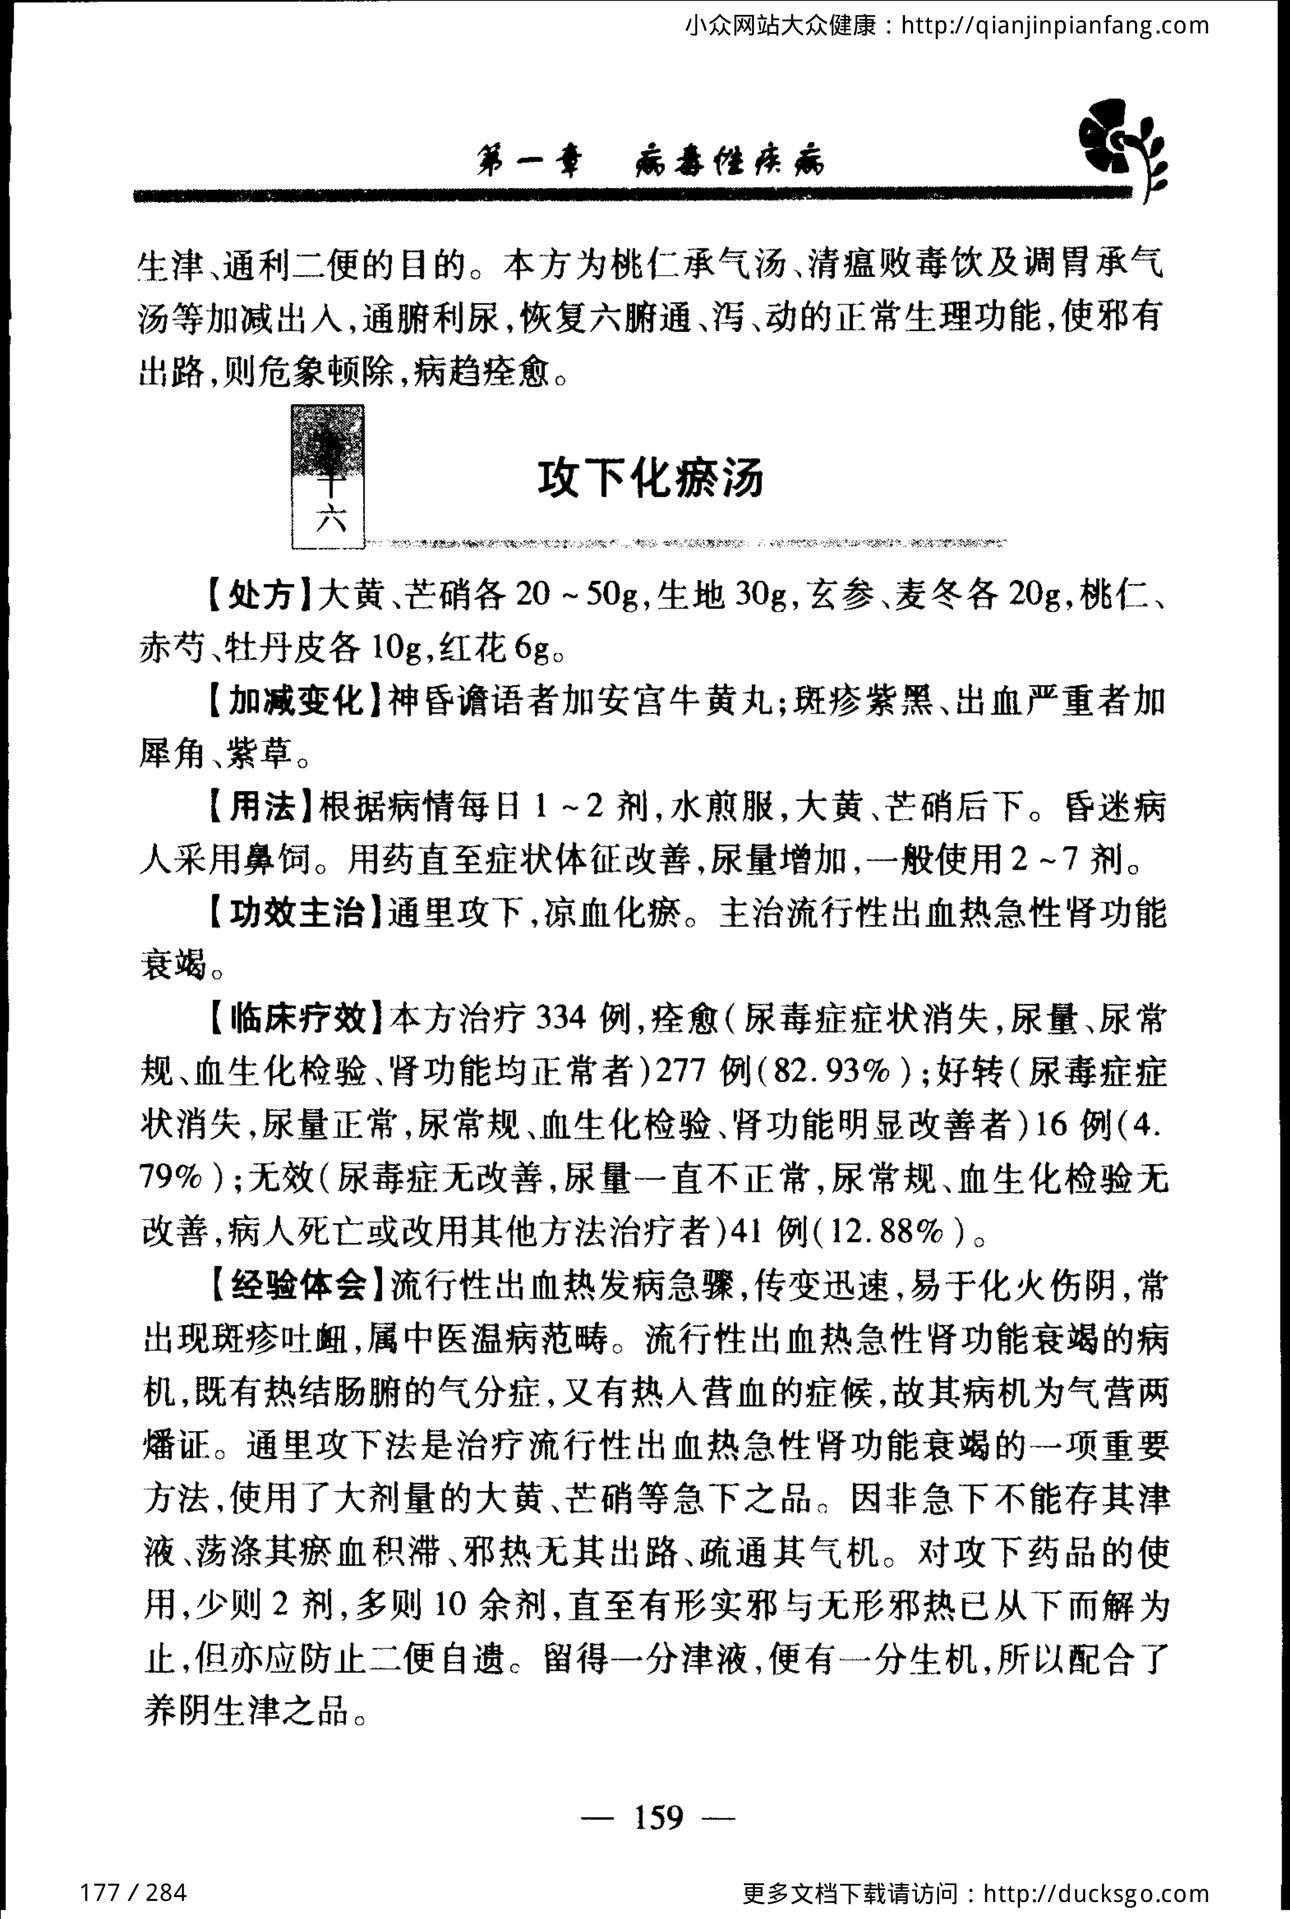 小众网站大众健康：http://qianjinpianfang.com
第一章　病毒性疾病
生津、通利二便的目的。本方为桃仁承气汤、清瘟败毒饮及调胃承气
汤等加减出入,通腑利尿,恢复六腑通、泻、动的正常生理功能,使邪有
出路,则危象顿除,病趋痊愈。
十
六
攻下化瘀汤
【处方】大黄、芒硝各 20 ~ 50g,生地 30g,玄参、麦冬各 20g,桃仁、
赤芍、牡丹皮各 10g,红花 6g。
【加减变化】神昏谵语者加安宫牛黄丸;斑疹紫黑、出血严重者加
犀角、紫草。
【用法】根据病情每日 1 ~ 2 剂,水煎服,大黄、芒硝后下。昏迷病
人采用鼻饲。用药直至症状体征改善,尿量增加,一般使用 2 ~ 7 剂。
【功效主治】通里攻下,凉血化瘀。主治流行性出血热急性肾功能
衰竭。
【临床疗效】本方治疗 334 例,痊愈(尿毒症症状消失,尿量、尿常
规、血生化检验、肾功能均正常者)277 例(82.93%);好转(尿毒症症
状消失,尿量正常,尿常规、血生化检验、肾功能明显改善者)16 例(4.
79%);无效(尿毒症无改善,尿量一直不正常,尿常规、血生化检验无
改善,病人死亡或改用其他方法治疗者)41 例(12.88%)。
【经验体会】流行性出血热发病急骤,传变迅速,易于化火伤阴,常
出现斑疹吐衄,属中医温病范畴。流行性出血热急性肾功能衰竭的病
机,既有热结肠腑的气分症,又有热入营血的症候,故其病机为气营两
燔证。通里攻下法是治疗流行性出血热急性肾功能衰竭的一项重要
方法,使用了大剂量的大黄、芒硝等急下之品。因非急下不能存其津
液、荡涤其瘀血积滞、邪热无其出路、疏通其气机。对攻下药品的使
用,少则 2 剂,多则 10 余剂,直至有形实邪与无形邪热已从下而解为
止,但亦应防止二便自遗。留得一分津液,便有一分生机,所以配合了
养阴生津之品。
— 159 —
177 / 284
更多文档下载请访问：http://ducksgo.com